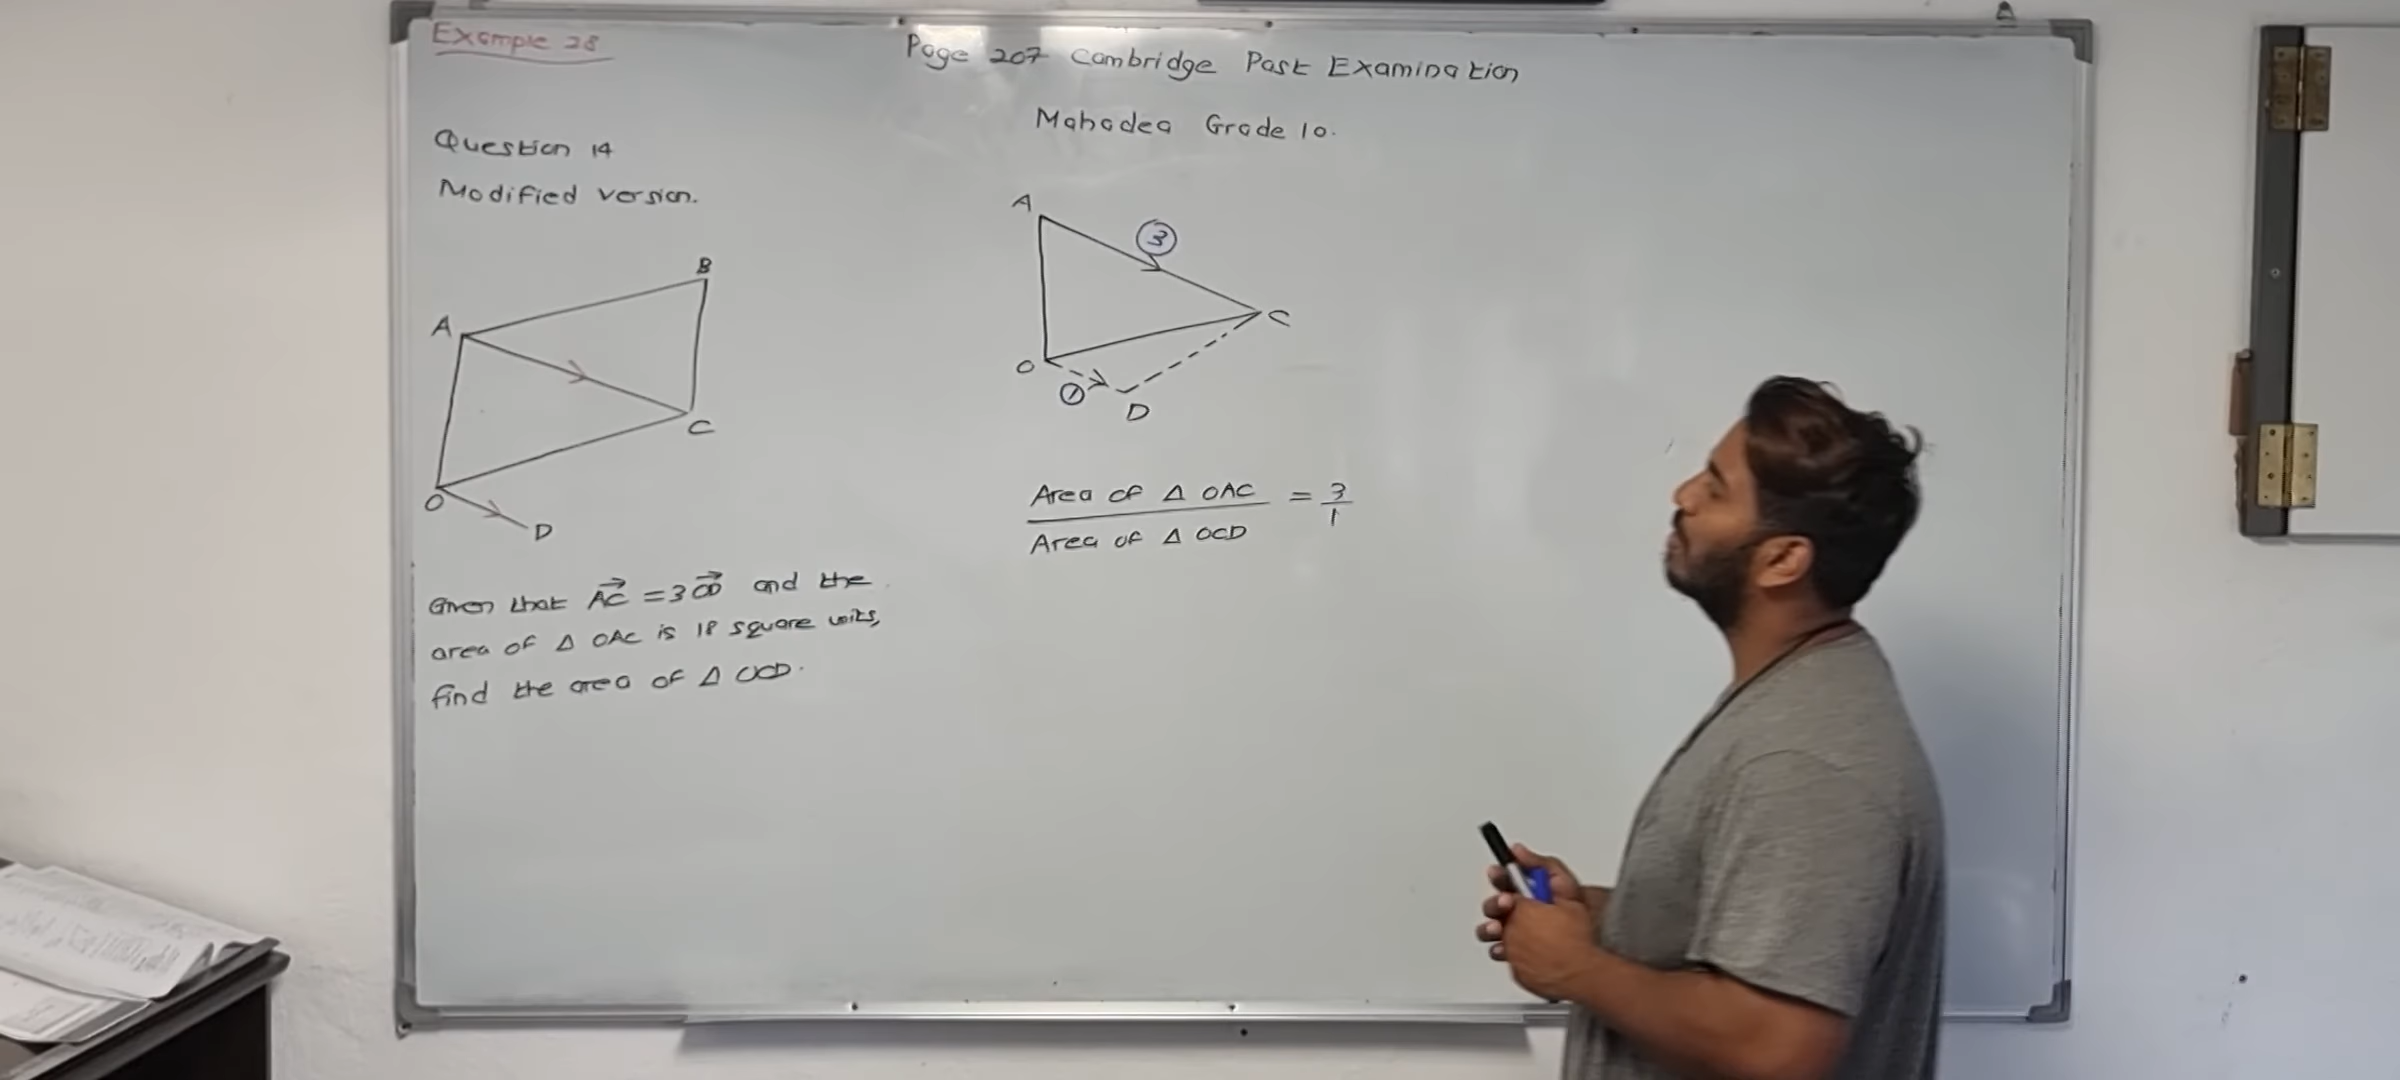 Example 28
Page 207 Cambridge Past Examination
Mahadea Grade 10.
Question 14
Modified version.
A
B
C
O
D
A
3
C
O
1
D
Area of Δ OAC = 3
Area of Δ OCD 1
Given that AC = 3 OD and the
area of Δ OAC is 18 square units,
find the area of Δ OCD.